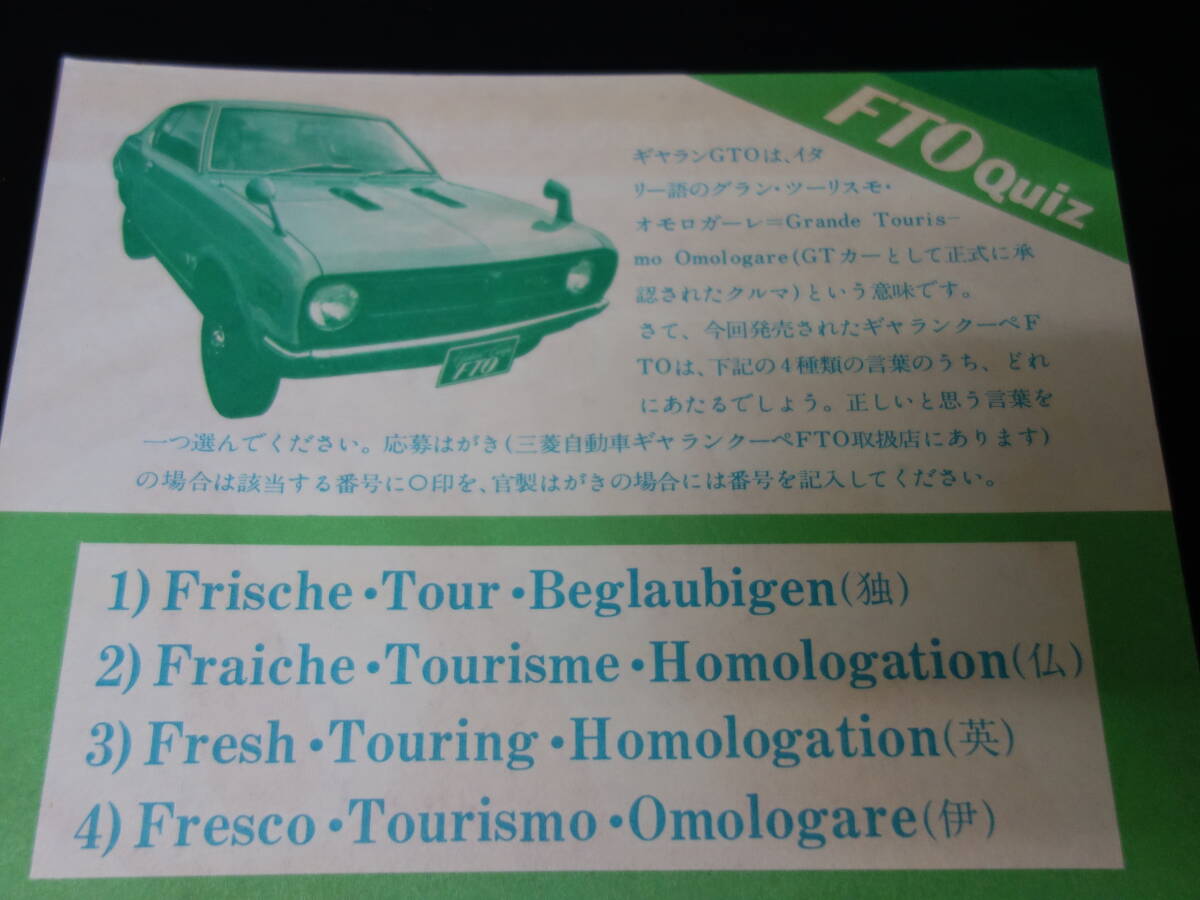 FTO Quiz
ギャランGTOは、イタ
リー語のグラン・ツーリスモ・
オモロガーレ=Grande Touris-
mo Omologare(GTカーとして正式に承
認されたクルマ)という意味です。
さて、今回発売されたギャランクーペF
TOは、下記の4種類の言葉のうち、どれ
にあたるでしょう。正しいと思う言葉を
一つ選んでください。応募はがき(三菱自動車ギャランクーペFTO取扱店にあります)
の場合は該当する番号に○印を、官製はがきの場合には番号を記入してください。
FTO
1) Frische・Tour・Beglaubigen(独)
2) Fraiche・Tourisme・Homologation(仏)
3) Fresh・Touring・Homologation(英)
4) Fresco・Tourismo・Omologare(伊)